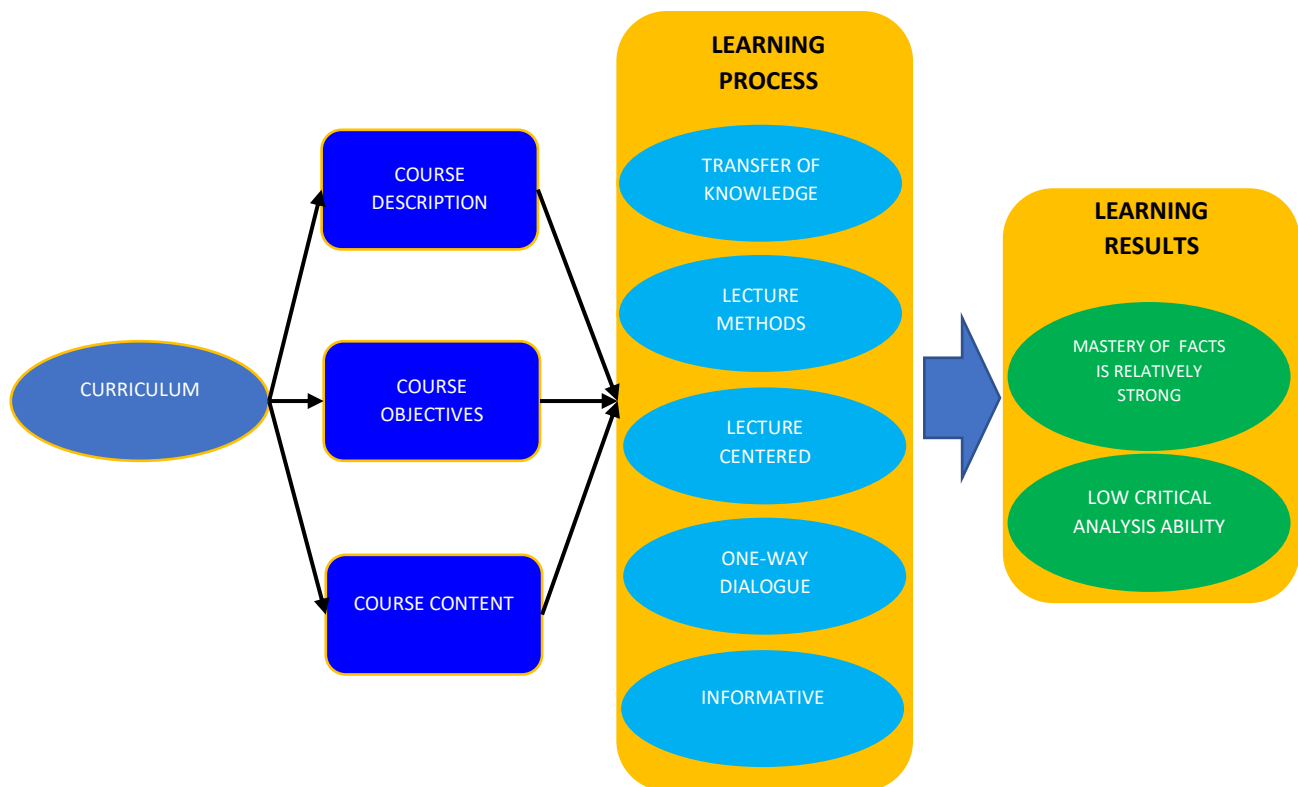 CURRICULUM
COURSE
DESCRIPTION
COURSE
OBJECTIVES
COURSE CONTENT
LEARNING
PROCESS
TRANSFER OF
KNOWLEDGE
LECTURE
METHODS
LECTURE
CENTERED
ONE-WAY
DIALOGUE
INFORMATIVE
LEARNING
RESULTS
MASTERY OF FACTS
IS RELATIVELY
STRONG
LOW CRITICAL
ANALYSIS ABILITY